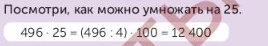 Посмотри, как можно умножать на 25.
496 · 25 = (496 : 4) · 100 = 12 400